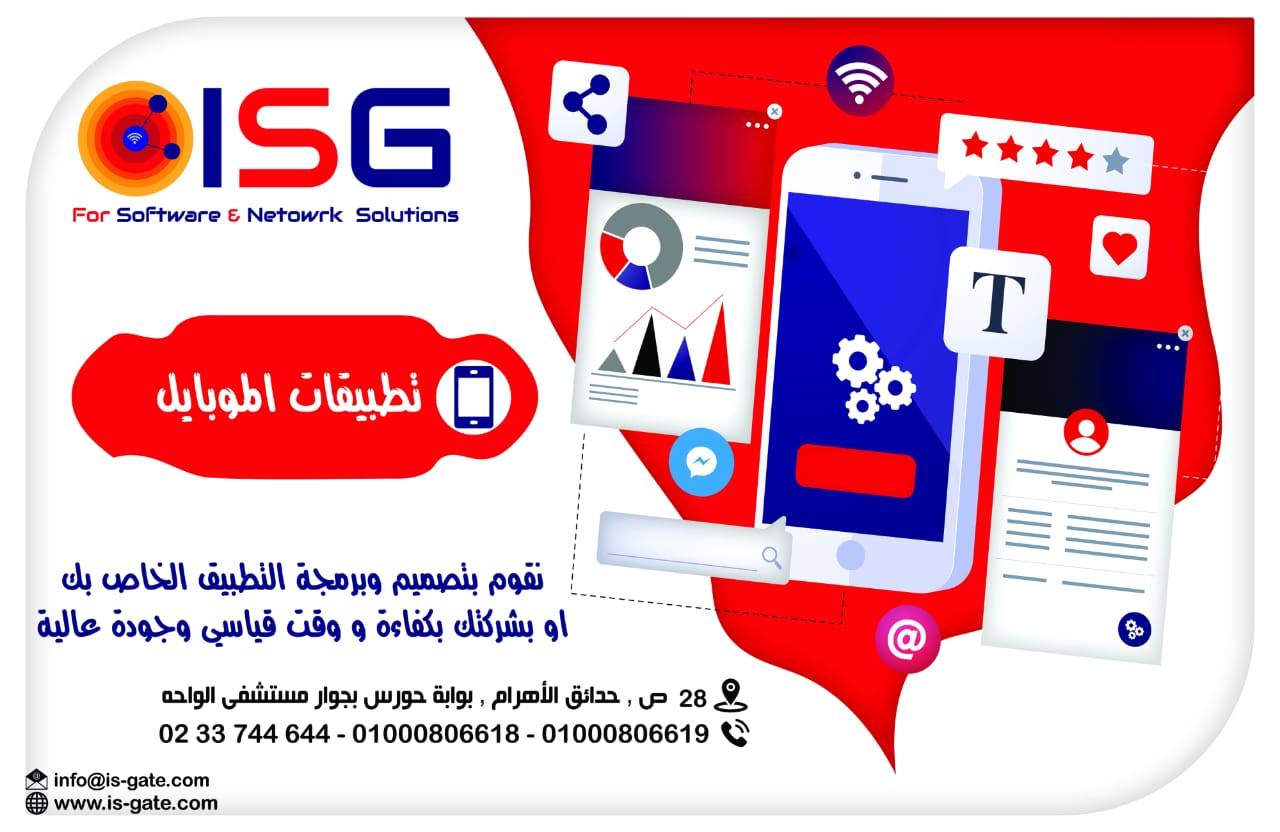 ISG
For Software & Netowrk Solutions
تطبيقات الموبايل
نقوم بتصميم وبرمجة التطبيق الخاص بك
او بشركتك بكفاءة و وقت قياسي وجودة عالية
28 ص , حدائق الأهرام , بوابة حورس بجوار مستشفى الواحه
02 33 744 644 - 01000806618 - 01000806619
info@is-gate.com
www.is-gate.com
T
@